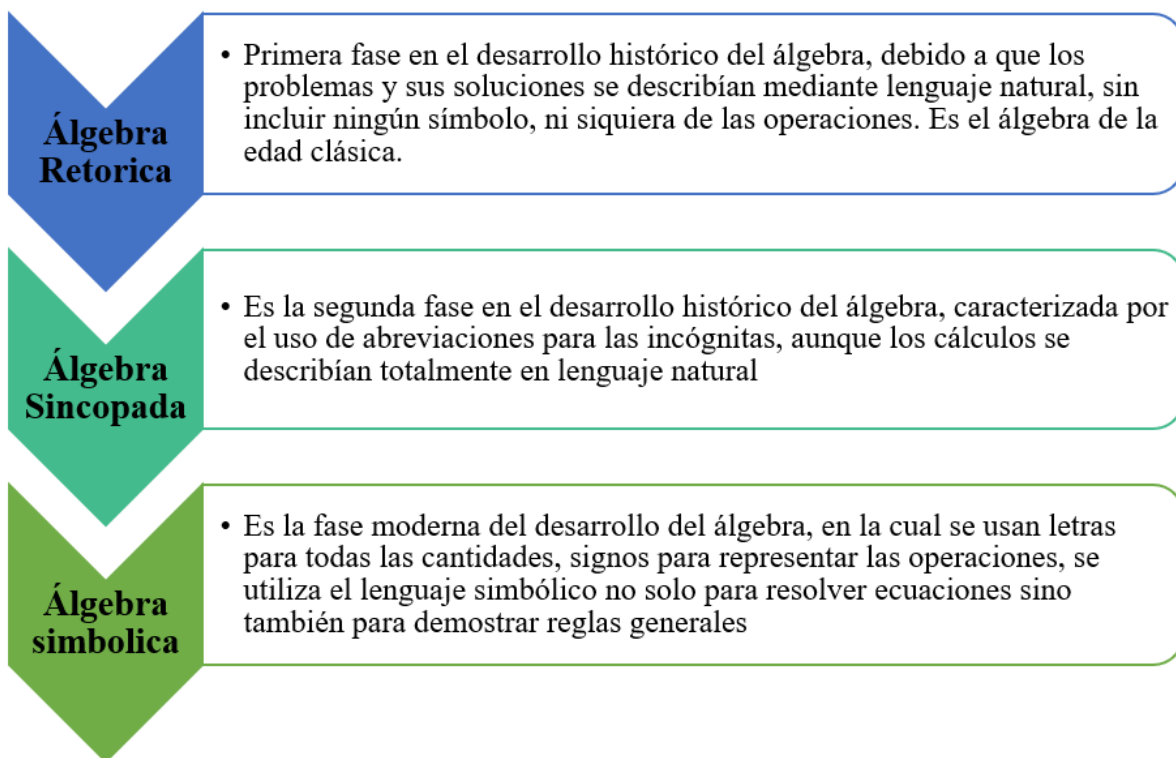 Álgebra
Retorica
• Primera fase en el desarrollo histórico del álgebra, debido a que los
problemas y sus soluciones se describían mediante lenguaje natural, sin
incluir ningún símbolo, ni siquiera de las operaciones. Es el álgebra de la
edad clásica.
Álgebra
Sincopada
• Es la segunda fase en el desarrollo histórico del álgebra, caracterizada por
el uso de abreviaciones para las incógnitas, aunque los cálculos se
describían totalmente en lenguaje natural
Álgebra
simbolica
• Es la fase moderna del desarrollo del álgebra, en la cual se usan letras
para todas las cantidades, signos para representar las operaciones, se
utiliza el lenguaje simbólico no solo para resolver ecuaciones sino
también para demostrar reglas generales